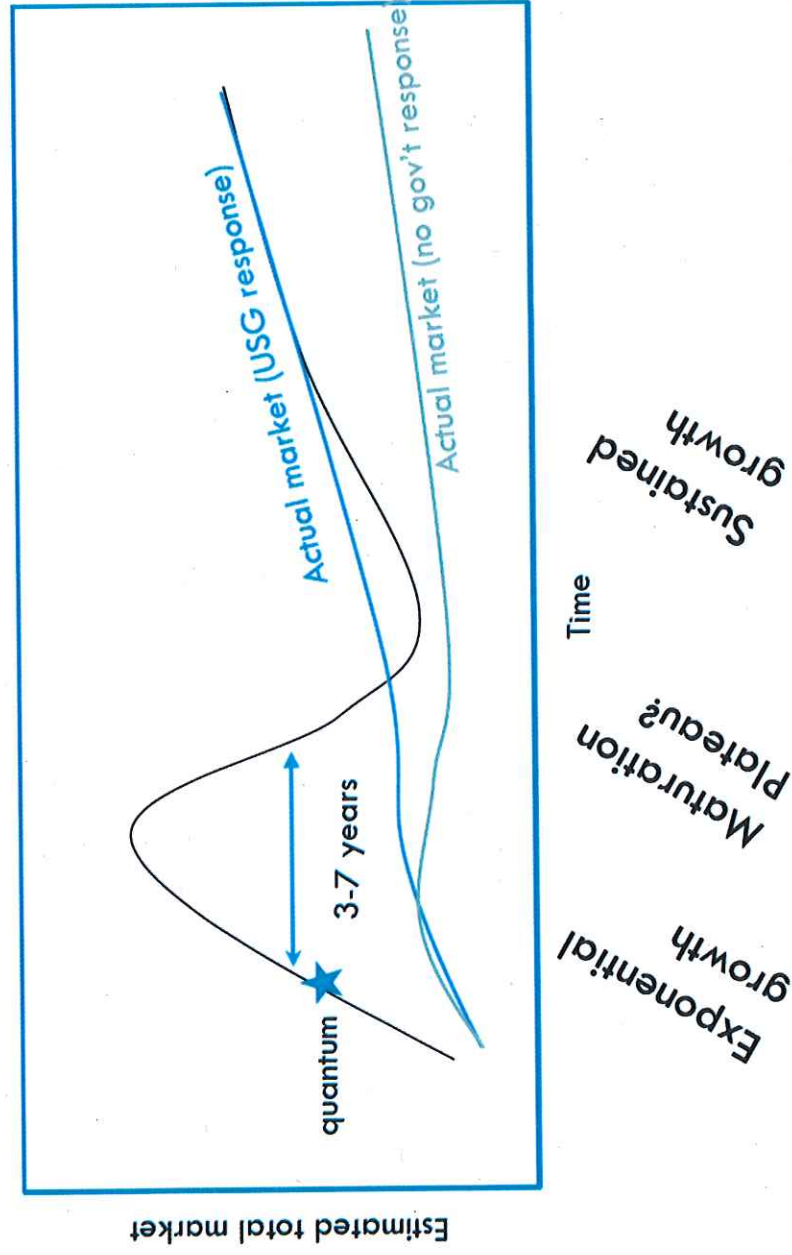 Estimated total market
quantum
3-7 years
Actual market (USG response)
Actual market (no gov't response)
Time
Exponential
growth
Maturation
Plateau?
Sustained
growth